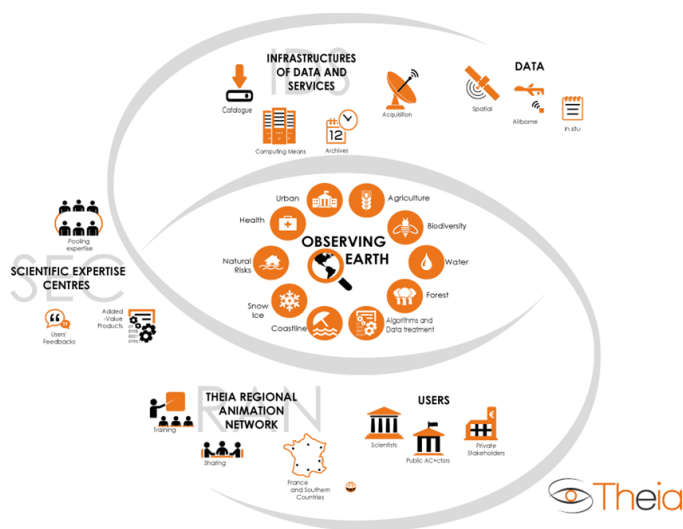 IDS
INFRASTRUCTURES
OF DATA AND
SERVICES
Catalogue
Computing Means
12
Archives
Acquisition
DATA
Spatial
Airborne
In situ
Pooling
expertise
SEC
SCIENTIFIC EXPERTISE
CENTRES
Users'
Feedbacks
Added
-Value
Products
OBSERVING
EARTH
Urban
Agriculture
Health
Biodiversity
Natural
Risks
Water
Snow
Ice
Forest
Coastline
Algorithms and
Data treatment
RAN
THEIA REGIONAL
ANIMATION
NETWORK
Training
Sharing
France
and Southern
Countries
USERS
Scientists
Public AC+ctors
€
Private
Stakeholders
Theia